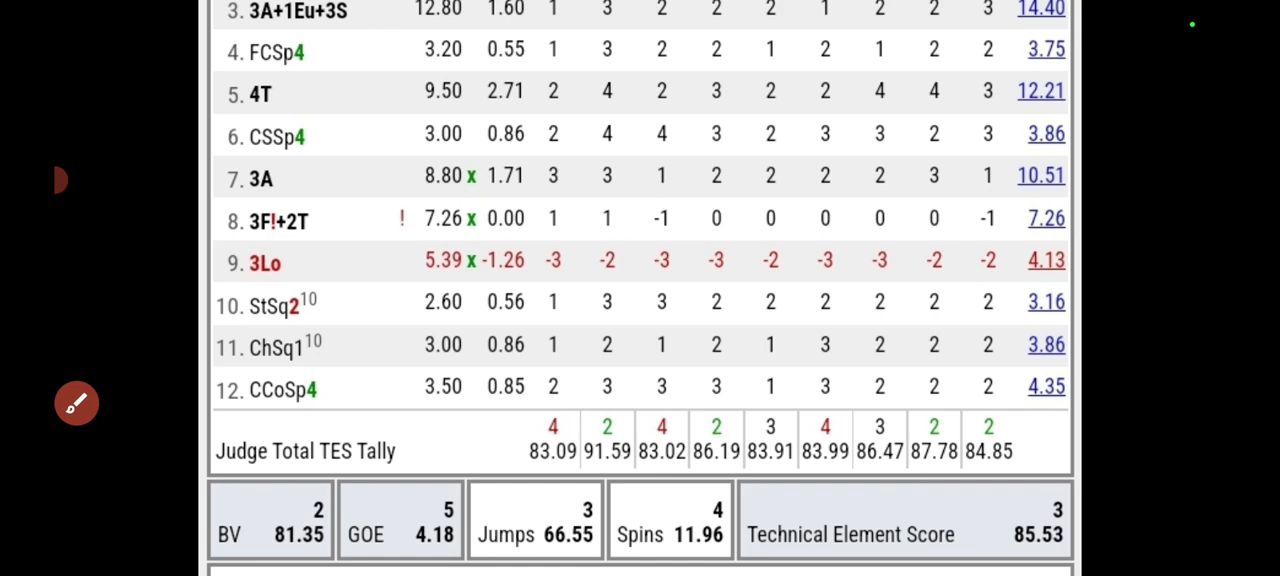 3. 3A+1Eu+3S 12.80 1.60 1 3 2 2 2 1 2 2 3 14.40
4. FCSp4 3.20 0.55 1 3 2 2 1 2 1 2 2 3.75
5. 4T 9.50 2.71 2 4 2 3 2 2 4 4 3 12.21
6. CSSp4 3.00 0.86 2 4 4 3 2 3 3 2 3 3.86
7. 3A 8.80 x 1.71 3 3 1 2 2 2 2 3 1 10.51
8. 3F!+2T ! 7.26 x 0.00 1 1 -1 0 0 0 0 0 -1 7.26
9. 3Lo 5.39 x -1.26 -3 -2 -3 -3 -2 -3 -3 -2 -2 4.13
10. StSq2 10 2.60 0.56 1 3 3 2 2 2 2 2 2 3.16
11. ChSq1 10 3.00 0.86 1 2 1 2 1 3 2 2 2 3.86
12. CCoSp4 3.50 0.85 2 3 3 3 1 3 2 2 2 4.35
4 2 4 2 3 4 3 2 2
Judge Total TES Tally 83.09 91.59 83.02 86.19 83.91 83.99 86.47 87.78 84.85
2 5 3 4 3
BV 81.35 GOE 4.18 Jumps 66.55 Spins 11.96 Technical Element Score 85.53